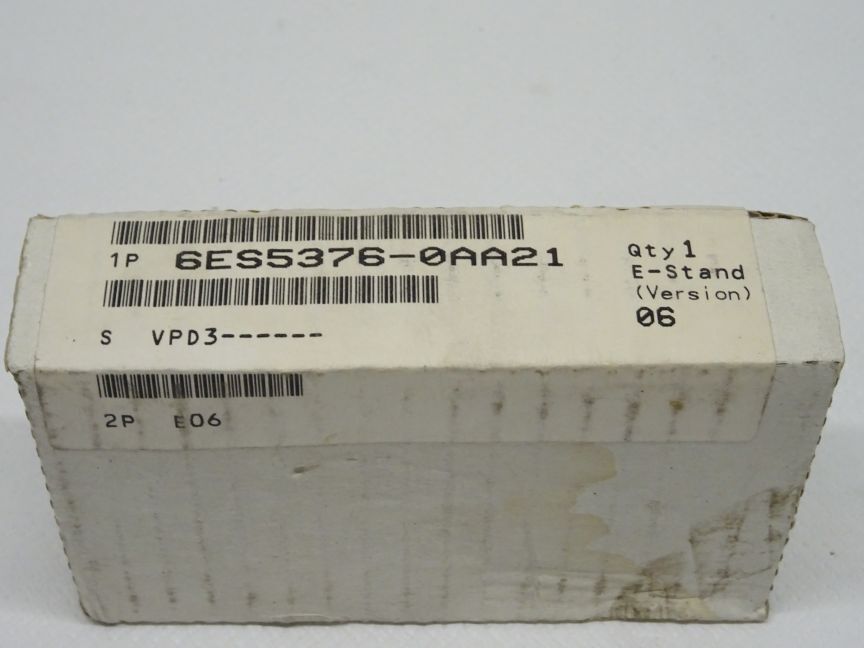 1P 6ES5376-0AA21
S VPD3------
2P E06
Qty 1
E-Stand
(Version)
06